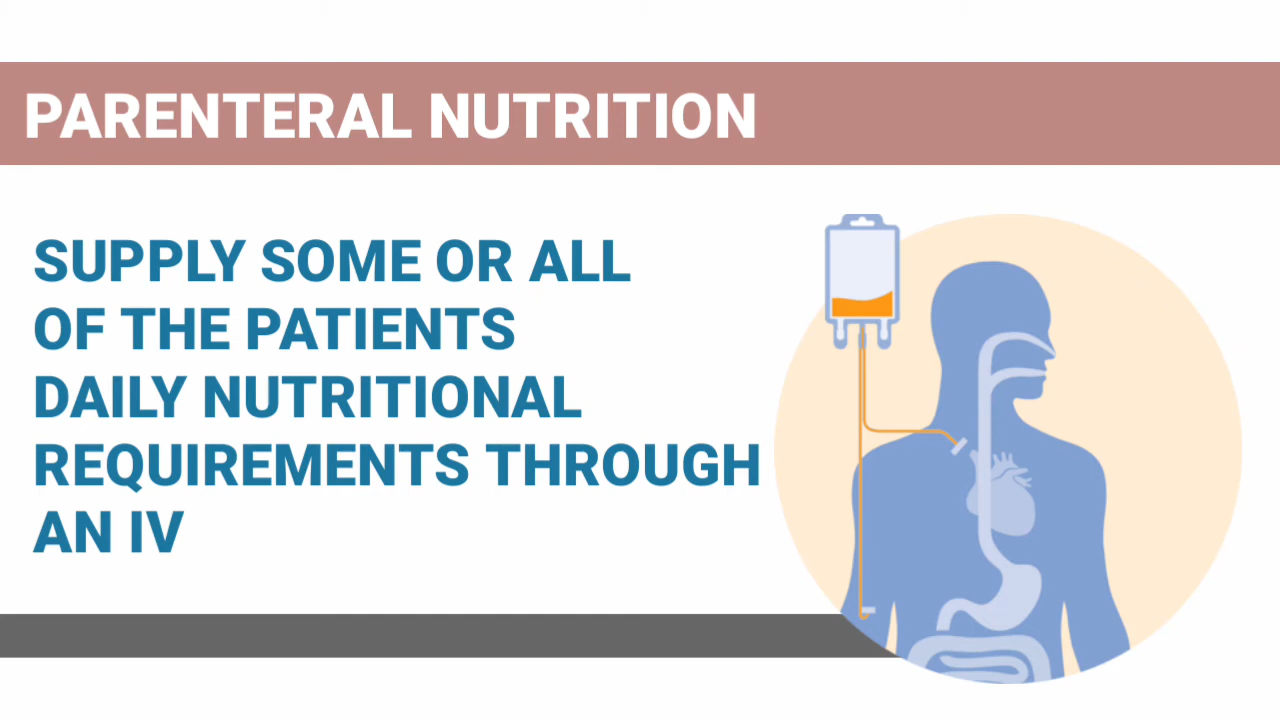 PARENTERAL NUTRITION
SUPPLY SOME OR ALL
OF THE PATIENTS
DAILY NUTRITIONAL
REQUIREMENTS THROUGH
AN IV